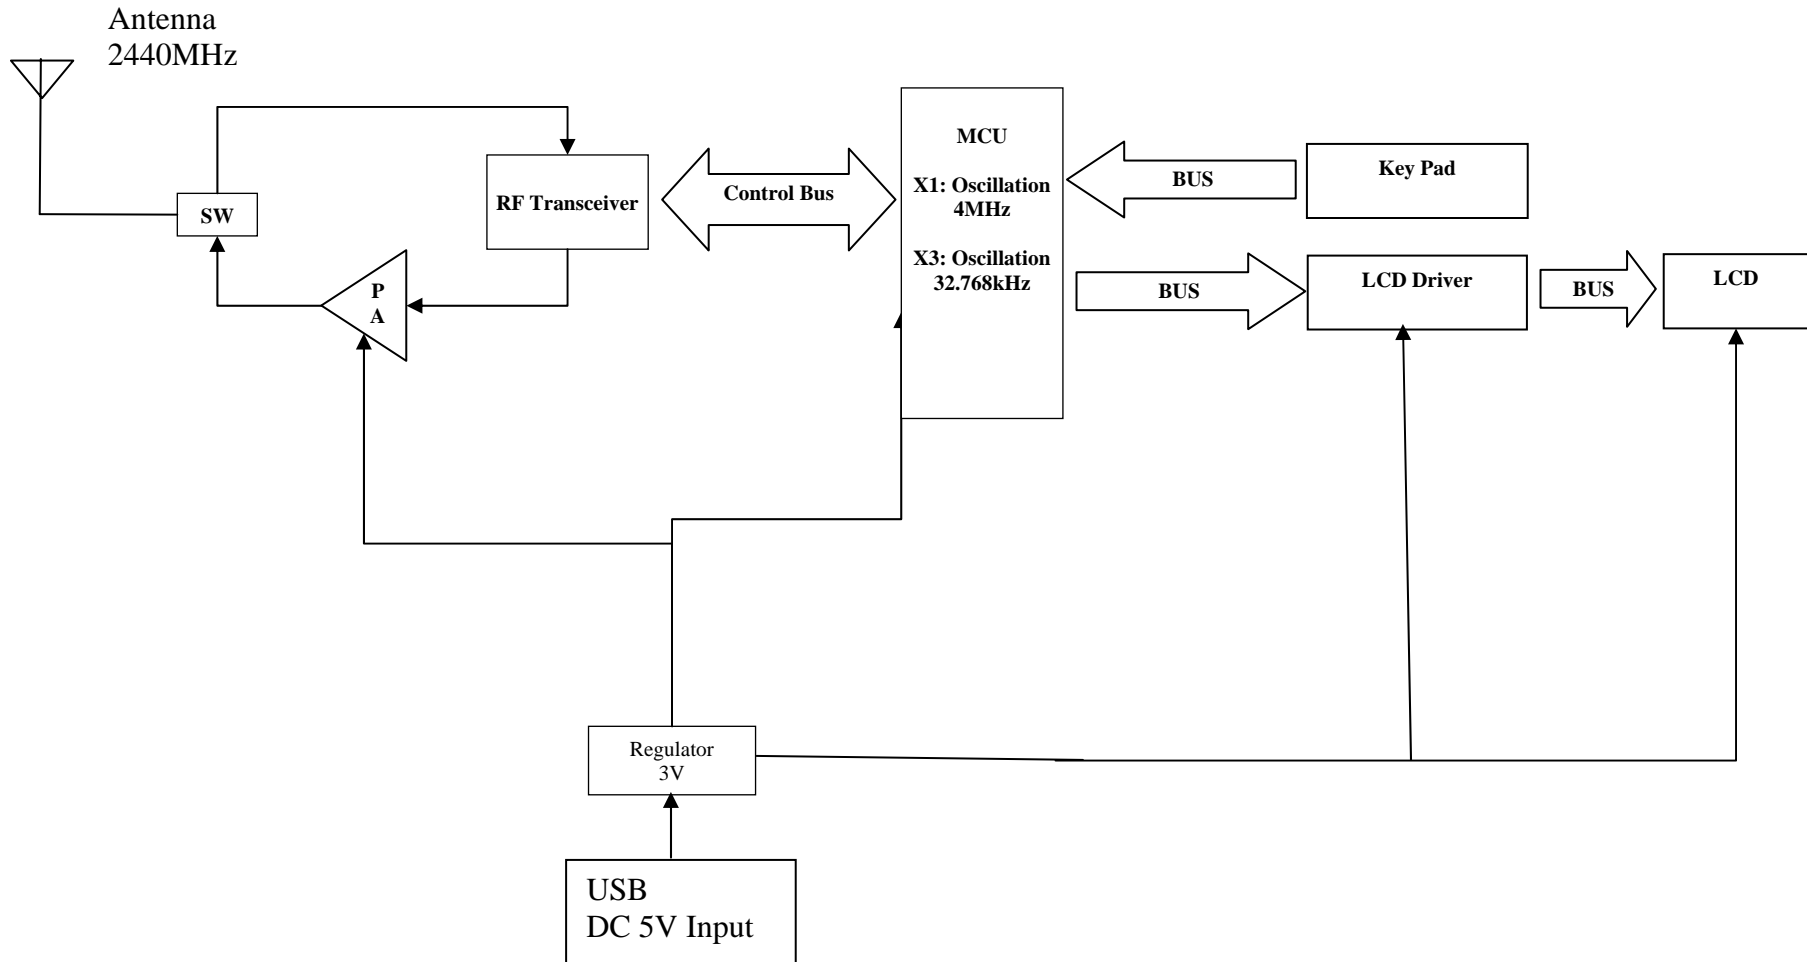 Antenna
2440MHz
MCU
X1: Oscillation
4MHz
X3: Oscillation
32.768kHz
SW
RF Transceiver
Control Bus
BUS
Key Pad
P
A
BUS
LCD Driver
BUS
LCD
Regulator
3V
USB
DC 5V Input